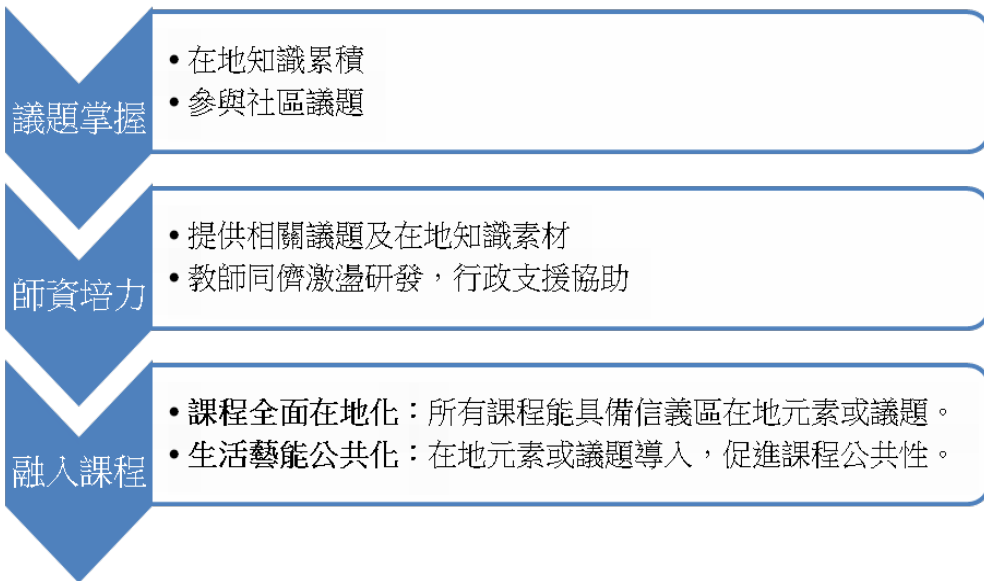 議題掌握
• 在地知識累積
• 參與社區議題
師資培力
• 提供相關議題及在地知識素材
• 教師同儕激盪研發，行政支援協助
融入課程
• 課程全面在地化：所有課程能具備信義區在地元素或議題。
• 生活藝能公共化：在地元素或議題導入，促進課程公共性。